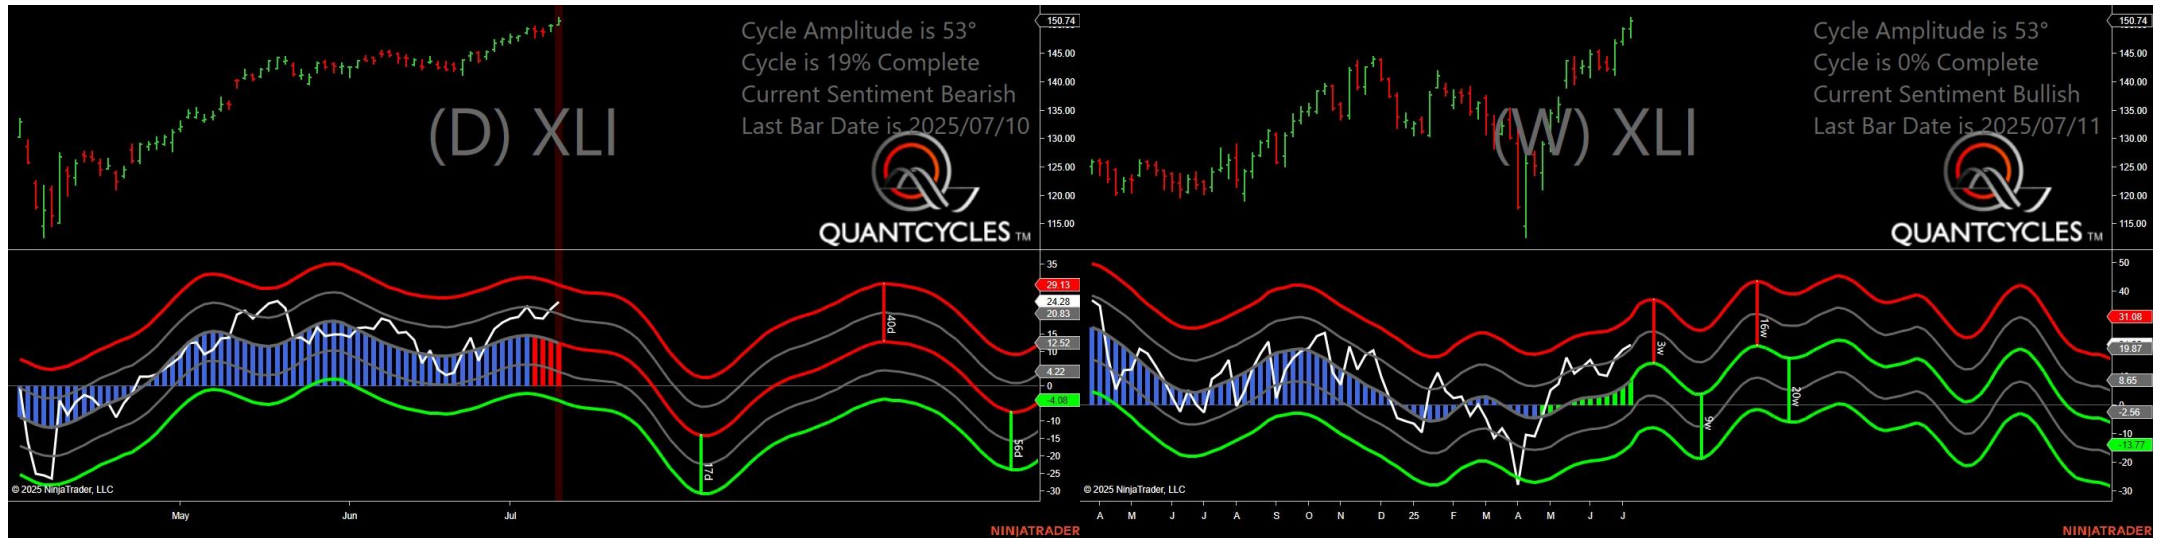 Cycle Amplitude is 53°
Cycle is 19% Complete
Current Sentiment Bearish
Last Bar Date is 2025/07/10
(D) XLI
QUANTCYCLES TM
150.74
145.00
140.00
135.00
130.00
125.00
120.00
115.00
35
29.13
24.28
20.83
15
12.52
10
4.22
0
-4.08
-10
-15
-20
-25
-30
17d
40d
56d
© 2025 NinjaTrader, LLC
May
Jun
Jul
NINJATRADER
Cycle Amplitude is 53°
Cycle is 0% Complete
Current Sentiment Bullish
Last Bar Date is 2025/07/11
(W) XLI
QUANTCYCLES TM
150.74
145.00
140.00
135.00
130.00
125.00
120.00
115.00
50
40
31.08
19.87
8.65
0
-2.56
-10
-13.77
-20
-30
3w
9w
16w
20w
© 2025 NinjaTrader, LLC
A M J J A S O N D 25 F M A M J J
NINJATRADER